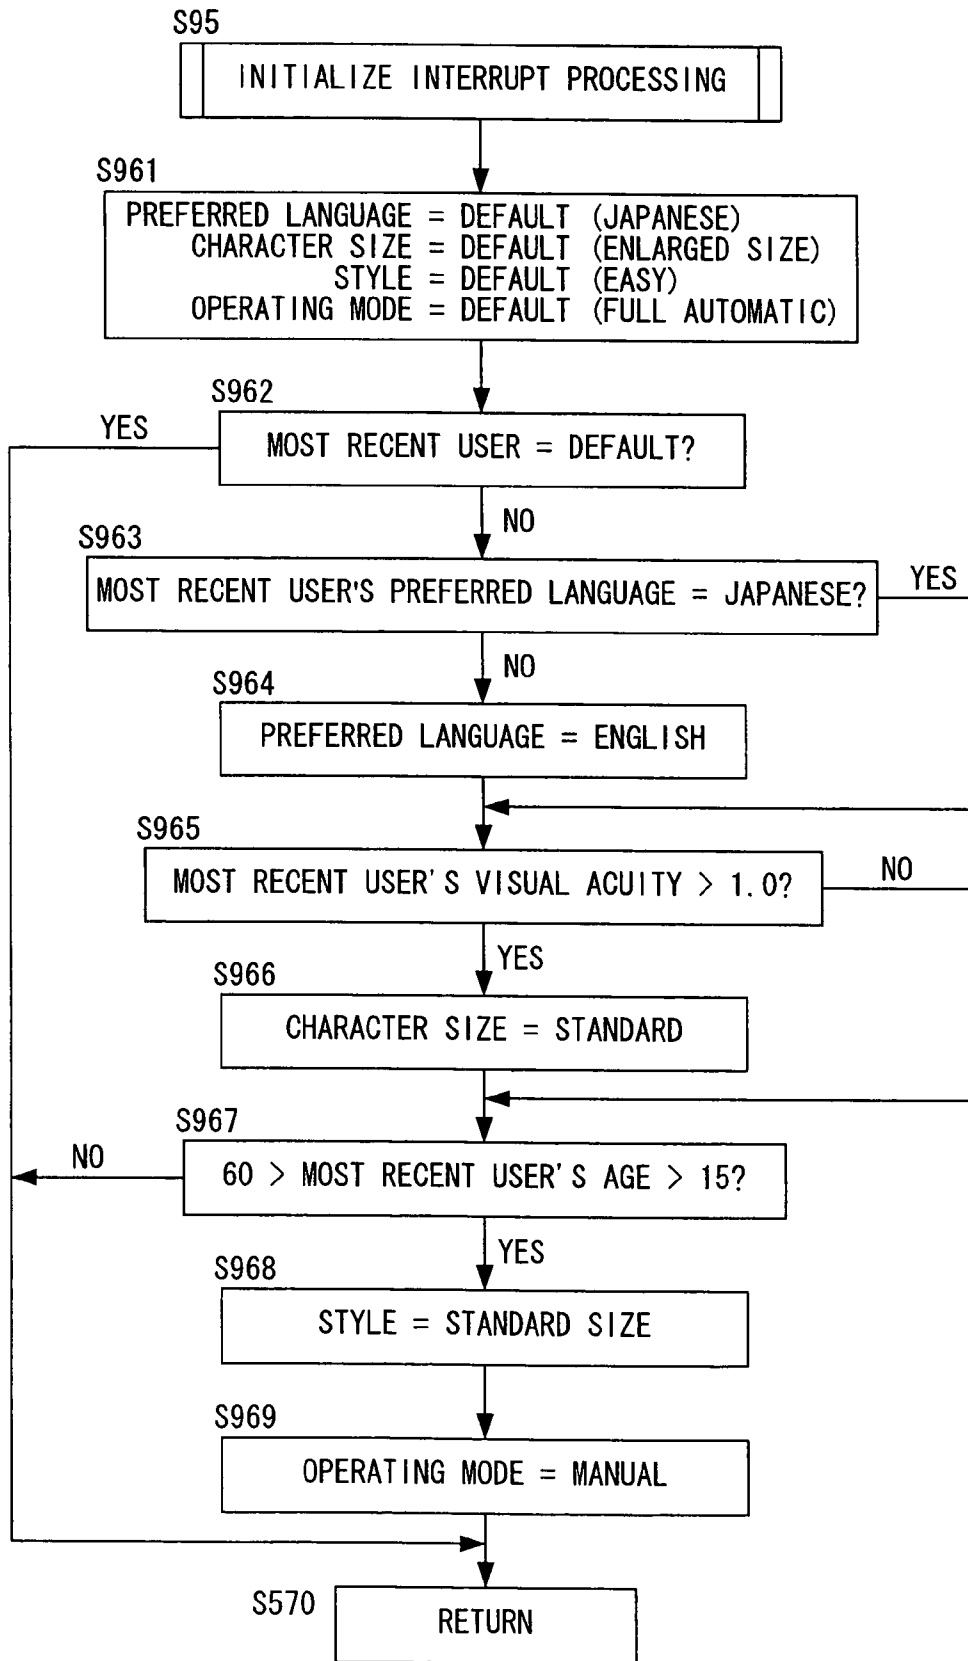 S95
INITIALIZE INTERRUPT PROCESSING
S961
PREFERRED LANGUAGE = DEFAULT (JAPANESE)
CHARACTER SIZE = DEFAULT (ENLARGED SIZE)
STYLE = DEFAULT (EASY)
OPERATING MODE = DEFAULT (FULL AUTOMATIC)
S962
YES
MOST RECENT USER = DEFAULT?
NO
S963
MOST RECENT USER'S PREFERRED LANGUAGE = JAPANESE?
YES
NO
S964
PREFERRED LANGUAGE = ENGLISH
S965
MOST RECENT USER'S VISUAL ACUITY > 1.0?
NO
YES
S966
CHARACTER SIZE = STANDARD
S967
NO
60 > MOST RECENT USER'S AGE > 15?
YES
S968
STYLE = STANDARD SIZE
S969
OPERATING MODE = MANUAL
S570
RETURN